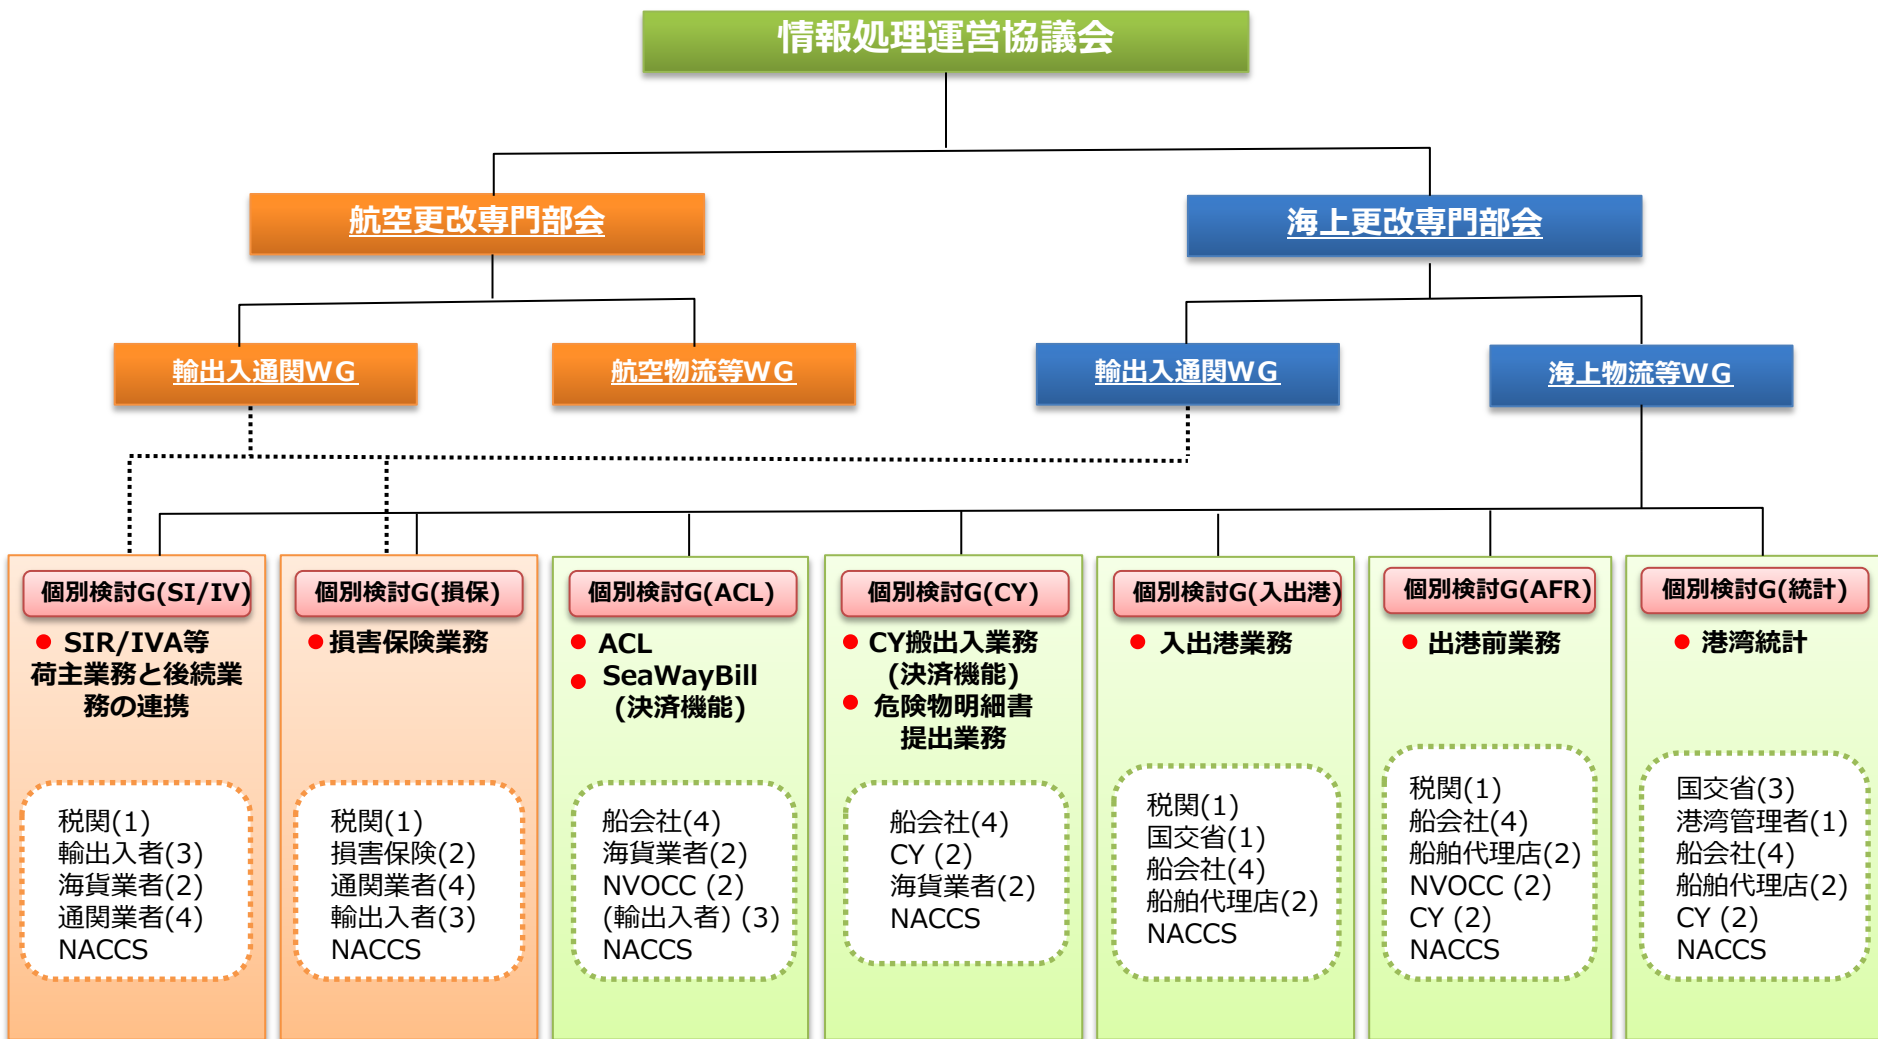 情報処理運営協議会
航空更改専門部会
海上更改専門部会
輸出入通関WG
航空物流等WG
輸出入通関WG
海上物流等WG
個別検討G(SI/IV)
● SIR/IVA等
荷主業務と後続業
務の連携
税関(1)
輸出入者(3)
海貨業者(2)
通関業者(4)
NACCS
個別検討G(損保)
●損害保険業務
税関(1)
損害保険(2)
通関業者(4)
輸出入者(3)
NACCS
個別検討G(ACL)
● ACL
● SeaWayBill
(決済機能)
船会社(4)
海貨業者(2)
NVOCC (2)
(輸出入者) (3)
NACCS
個別検討G(CY)
● CY搬出入業務
(決済機能)
● 危険物明細書
提出業務
船会社(4)
CY (2)
海貨業者(2)
NACCS
個別検討G(入出港)
● 入出港業務
税関(1)
国交省(1)
船会社(4)
船舶代理店(2)
NACCS
個別検討G(AFR)
● 出港前業務
税関(1)
船会社(4)
船舶代理店(2)
NVOCC (2)
CY (2)
NACCS
個別検討G(統計)
● 港湾統計
国交省(3)
港湾管理者(1)
船会社(4)
船舶代理店(2)
CY (2)
NACCS